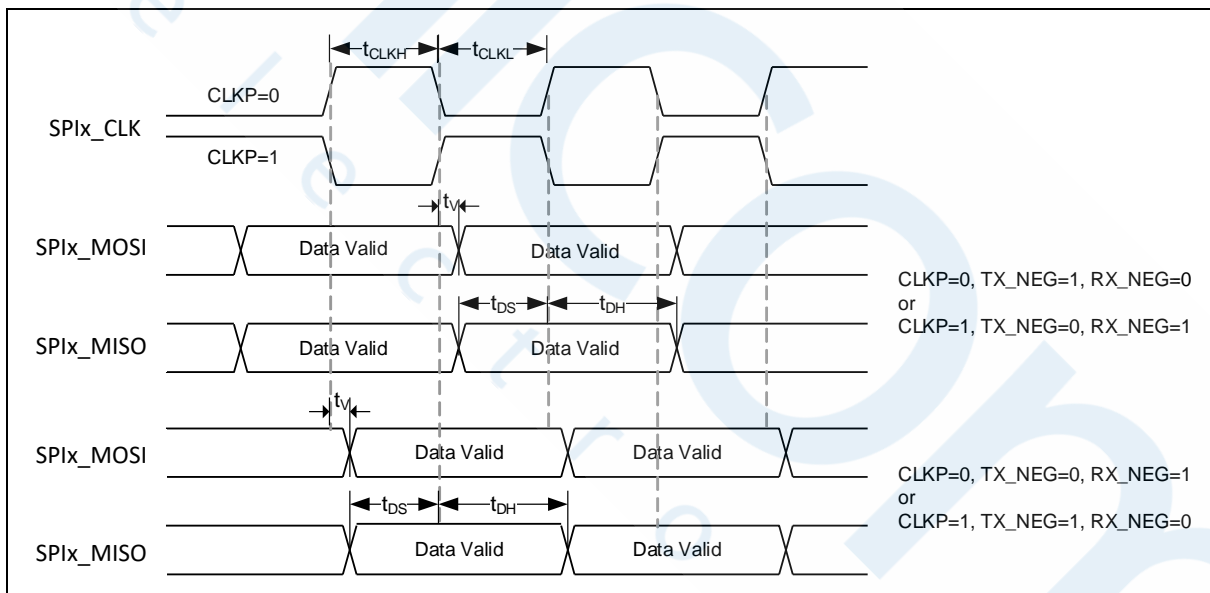 tCLKH tCLKL
CLKP=0
SPIx_CLK
CLKP=1
tV
SPIx_MOSI Data Valid Data Valid
CLKP=0, TX_NEG=1, RX_NEG=0
or
CLKP=1, TX_NEG=0, RX_NEG=1
tDS tDH
SPIx_MISO Data Valid Data Valid
tV
SPIx_MOSI Data Valid Data Valid
CLKP=0, TX_NEG=0, RX_NEG=1
or
CLKP=1, TX_NEG=1, RX_NEG=0
tDS tDH
SPIx_MISO Data Valid Data Valid